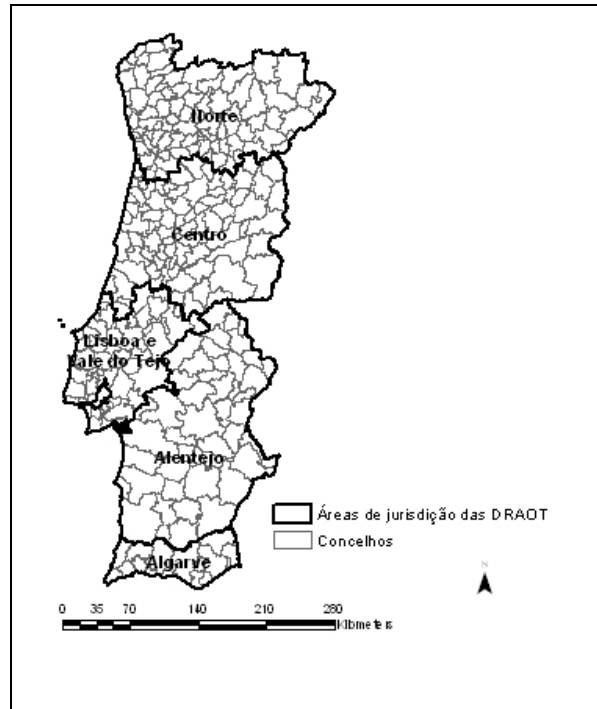 Norte
Centro
Lisboa e
Vale do Tejo
Alentejo
Áreas de jurisdição das DRAOT
Concelhos
Algarve
N
0 35 70 140 210 280
Kilometers